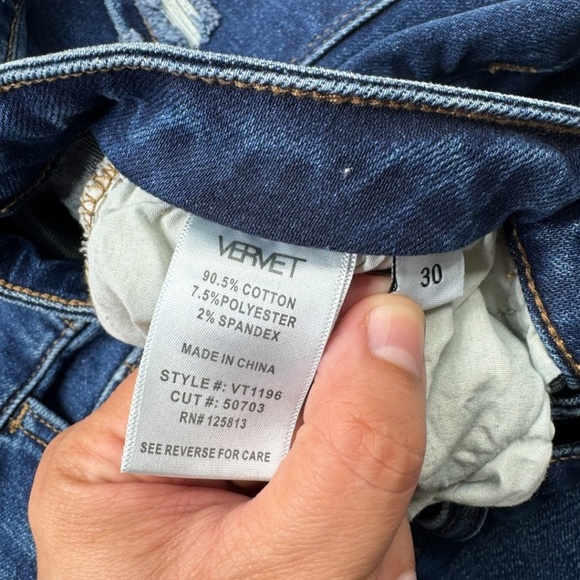 VERVET
90.5% COTTON
7.5%POLYESTER
2% SPANDEX
MADE IN CHINA
STYLE #: VT1196
CUT #: 50703
RN# 125813
SEE REVERSE FOR CARE
30